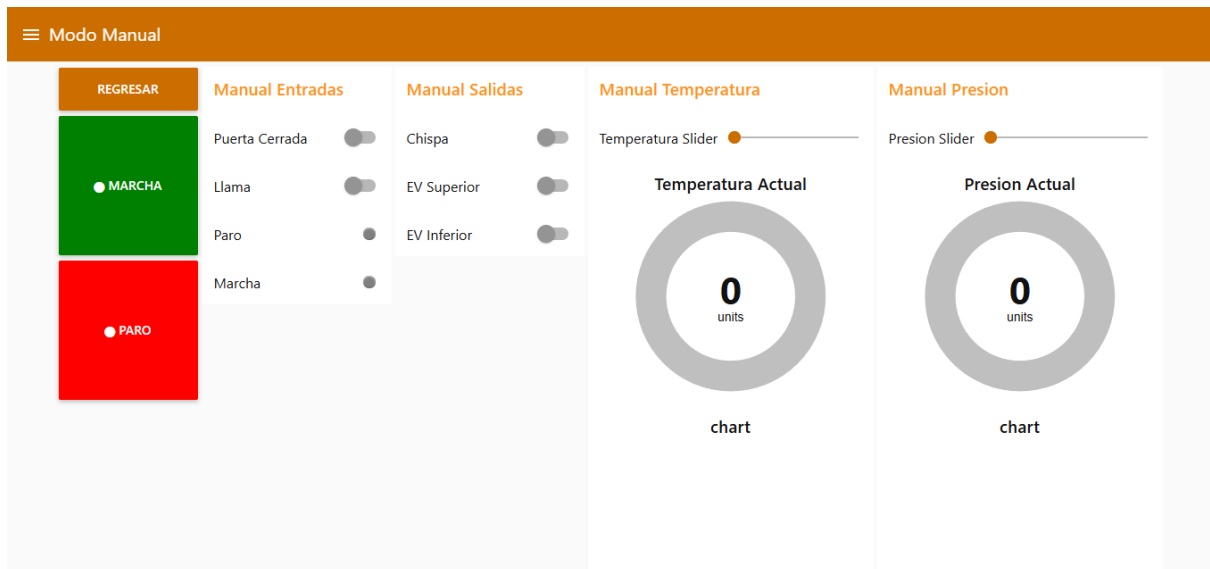 Modo Manual
REGRESAR
MARCHA
PARO
Manual Entradas
Puerta Cerrada
Llama
Paro
Marcha
Manual Salidas
Chispa
EV Superior
EV Inferior
Manual Temperatura
Temperatura Slider
Temperatura Actual
0
units
chart
Manual Presion
Presion Slider
Presion Actual
0
units
chart